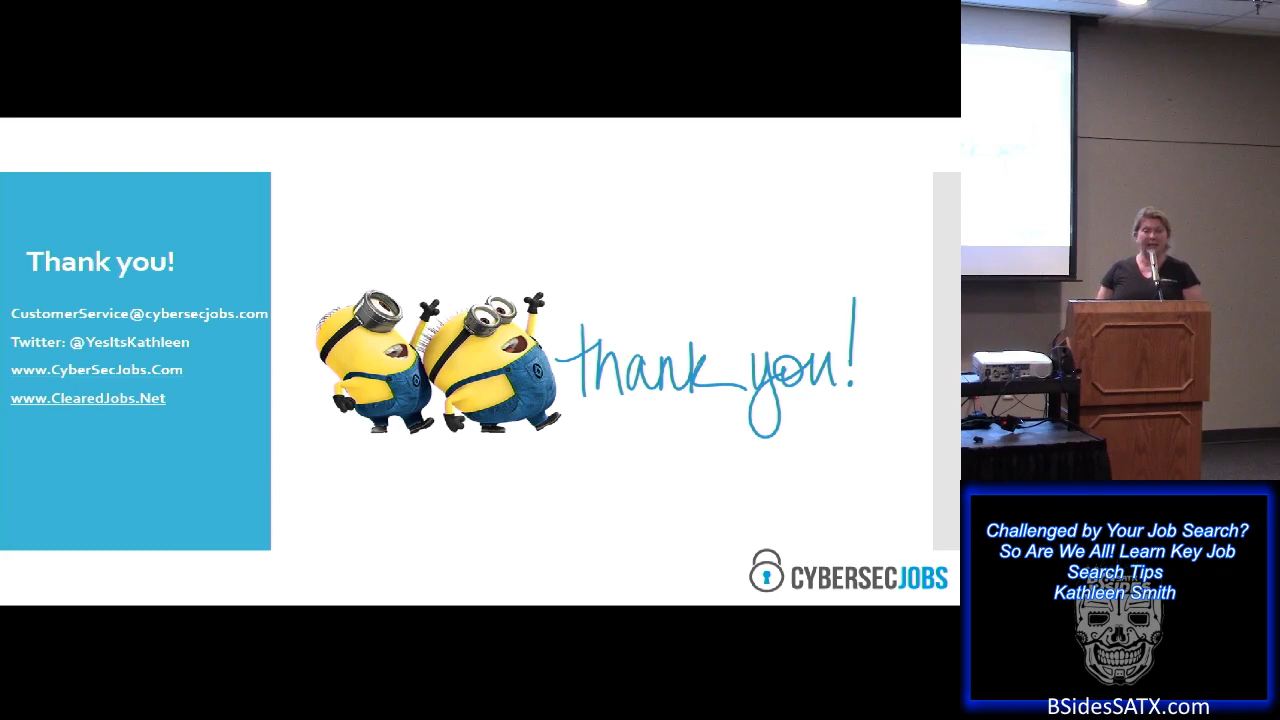 Thank you!
CustomerService@cybersecjobs.com
Twitter: @YesItsKathleen
www.CyberSecJobs.Com
www.ClearedJobs.Net
thank you!
CYBERSECJOBS
Challenged by Your Job Search?
So Are We All! Learn Key Job
Search Tips
Kathleen Smith
BSidesSATX.com